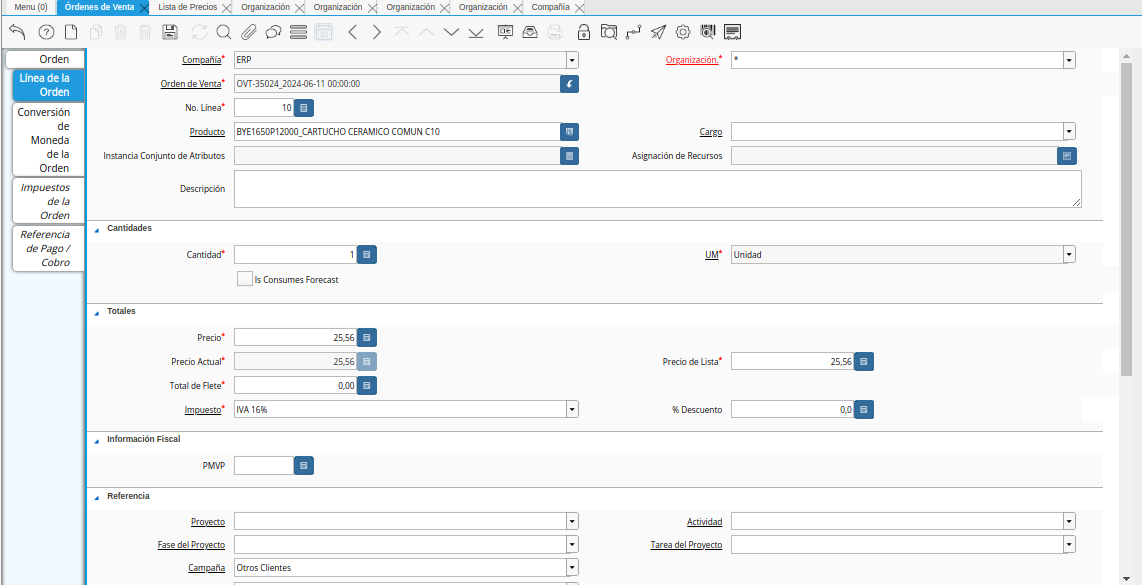 Menu (0) Órdenes de Venta Lista de Precios Organización Organización Organización Organización Compañía
Orden
Línea de la Orden
Conversión de Moneda de la Orden
Impuestos de la Orden
Referencia de Pago / Cobro
Compañía* ERP Organización.* *
Orden de Venta* OVT-35024_2024-06-11 00:00:00
No. Línea* 10
Producto BYE1650P12000_CARTUCHO CERAMICO COMUN C10 Cargo
Instancia Conjunto de Atributos Asignación de Recursos
Descripción
Cantidades
Cantidad* 1 UM* Unidad
Is Consumes Forecast
Totales
Precio* 25,56
Precio Actual* 25,56 Precio de Lista* 25,56
Total de Flete* 0,00
Impuesto* IVA 16% % Descuento 0,0
Información Fiscal
PMVP
Referencia
Proyecto Actividad
Fase del Proyecto Tarea del Proyecto
Campaña Otros Clientes